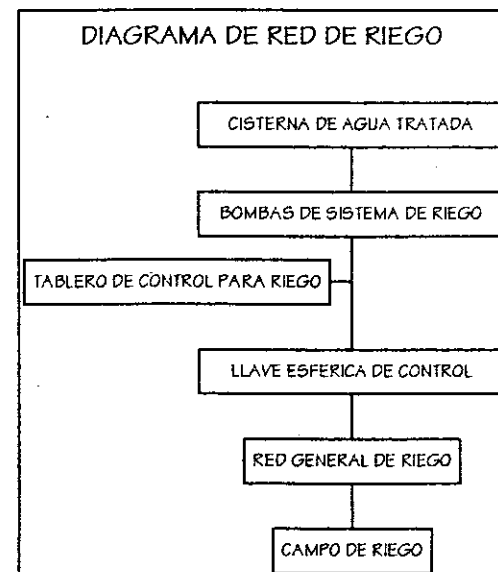 DIAGRAMA DE RED DE RIEGO
CISTERNA DE AGUA TRATADA
BOMBAS DE SISTEMA DE RIEGO
TABLERO DE CONTROL PARA RIEGO
LLAVE ESFERICA DE CONTROL
RED GENERAL DE RIEGO
CAMPO DE RIEGO